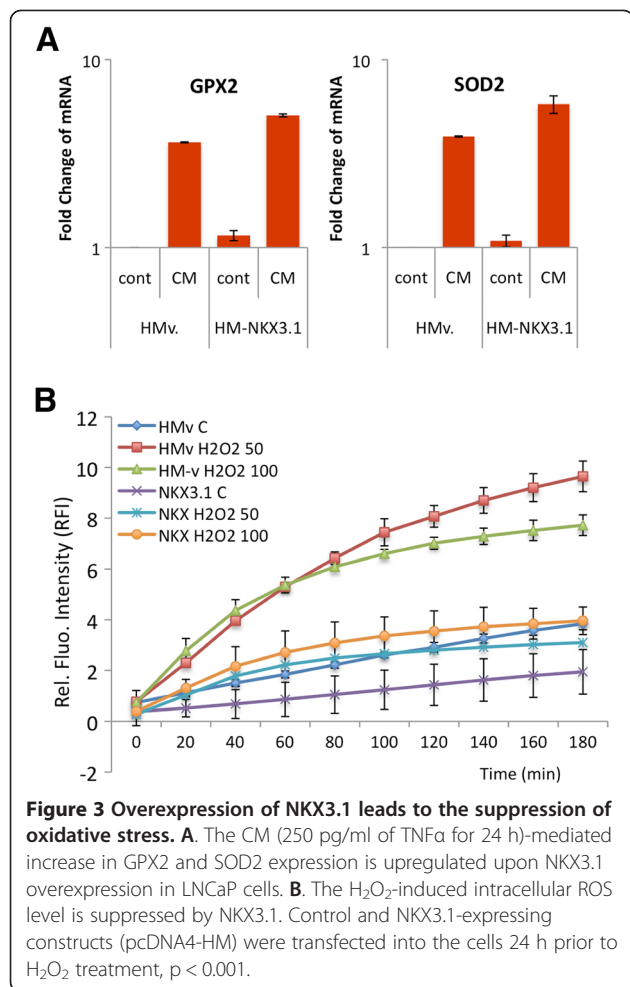 A
GPX2
SOD2
Fold Change of mRNA
10
1
cont CM cont CM
HMv. HM-NKX3.1
Fold Change of mRNA
10
1
cont CM cont CM
HMv. HM-NKX3.1
B
Rel. Fluo. Intensity (RFI)
12
10
8
6
4
2
0
-2
HMv C
HMv H2O2 50
HM-v H2O2 100
NKX3.1 C
NKX H2O2 50
NKX H2O2 100
0 20 40 60 80 100 120 140 160 180
Time (min)
Figure 3 Overexpression of NKX3.1 leads to the suppression of
oxidative stress. A. The CM (250 pg/ml of TNFα for 24 h)-mediated
increase in GPX2 and SOD2 expression is upregulated upon NKX3.1
overexpression in LNCaP cells. B. The H₂O₂-induced intracellular ROS
level is suppressed by NKX3.1. Control and NKX3.1-expressing
constructs (pcDNA4-HM) were transfected into the cells 24 h prior to
H₂O₂ treatment, p < 0.001.